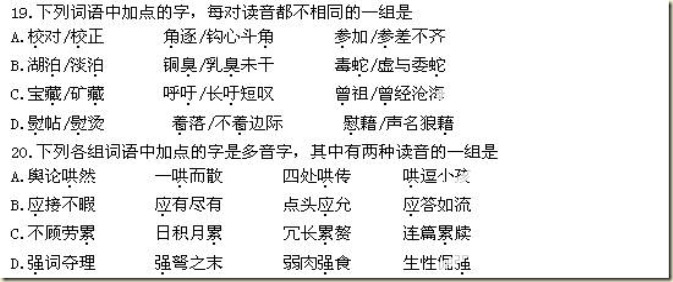 19.下列词语中加点的字，每对读音都不相同的一组是
A.校对/校正 角逐/钩心斗角 参加/参差不齐
B.湖泊/淡泊 铜臭/乳臭未干 毒蛇/虚与委蛇
C.宝藏/矿藏 呼吁/长吁短叹 曾祖/曾经沧海
D.熨帖/熨烫 着落/不着边际 慰藉/声名狼藉
20.下列各组词语中加点的字是多音字，其中有两种读音的一组是
A.舆论哄然 一哄而散 四处哄传 哄逗小孩
B.应接不暇 应有尽有 点头应允 应答如流
C.不顾劳累 日积月累 冗长累赘 连篇累牍
D.强词夺理 强弩之末 弱肉强食 生性倔强